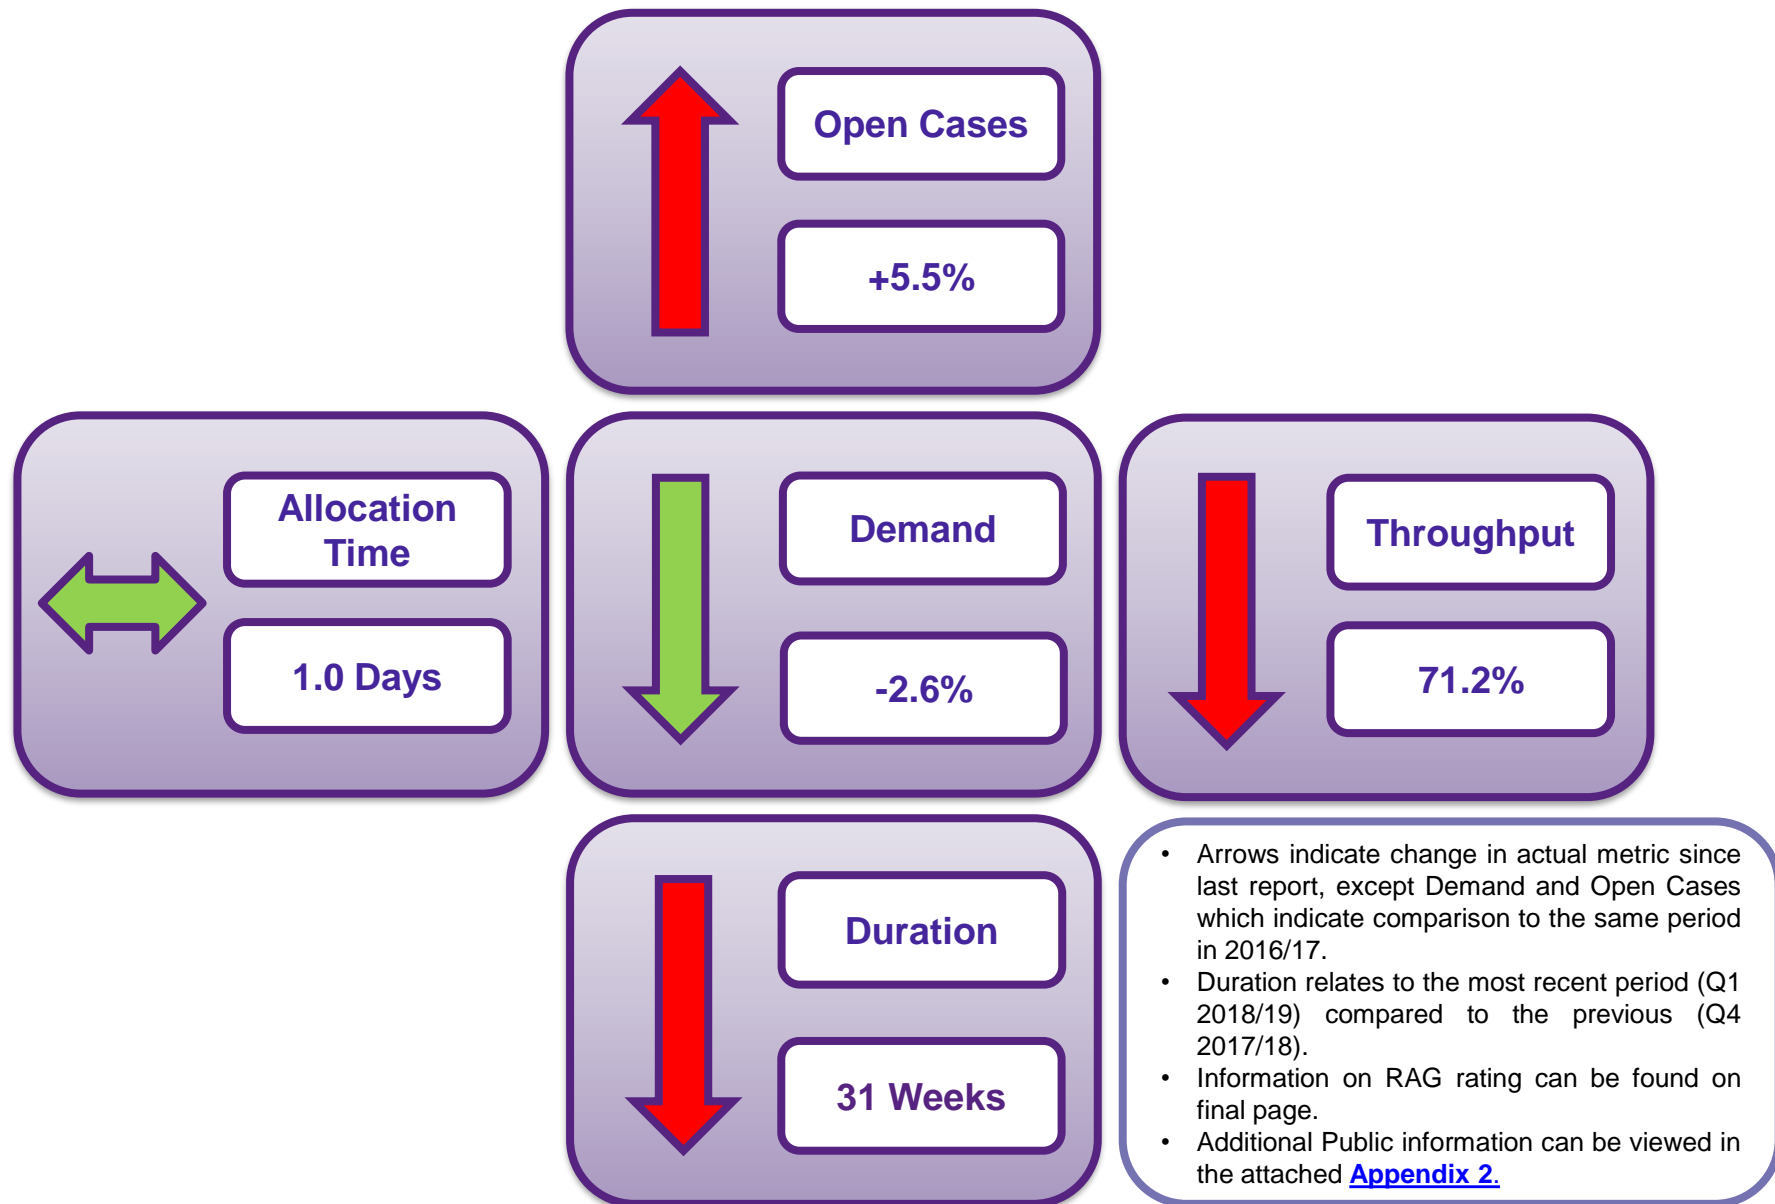 Open Cases
+5.5%
Allocation
Time
1.0 Days
Demand
-2.6%
Throughput
71.2%
Duration
31 Weeks
• Arrows indicate change in actual metric since
last report, except Demand and Open Cases
which indicate comparison to the same period
in 2016/17.
• Duration relates to the most recent period (Q1
2018/19) compared to the previous (Q4
2017/18).
• Information on RAG rating can be found on
final page.
• Additional Public information can be viewed in
the attached Appendix 2.